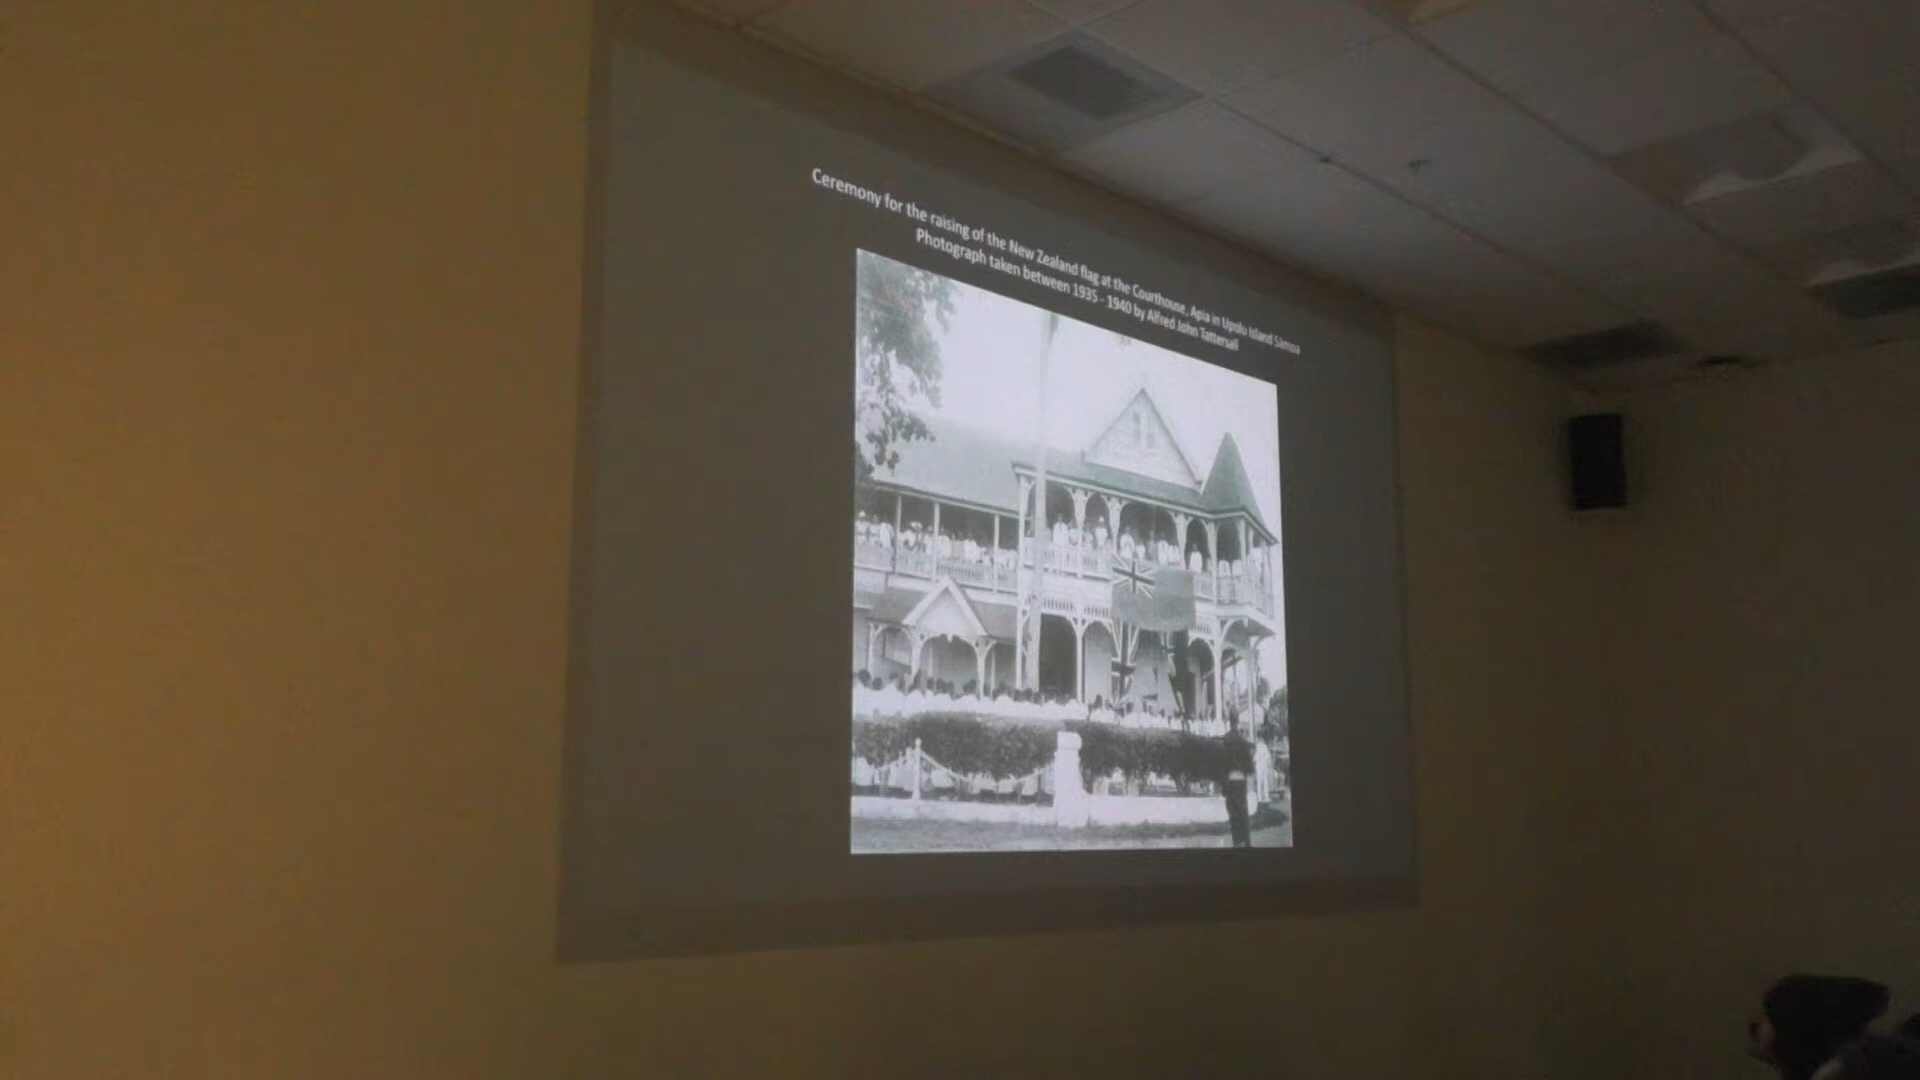 Ceremony for the raising of the New Zealand flag at the Courthouse, Apia in Upolu Island Sāmoa
Photograph taken between 1935 - 1940 by Alfred John Tattersall